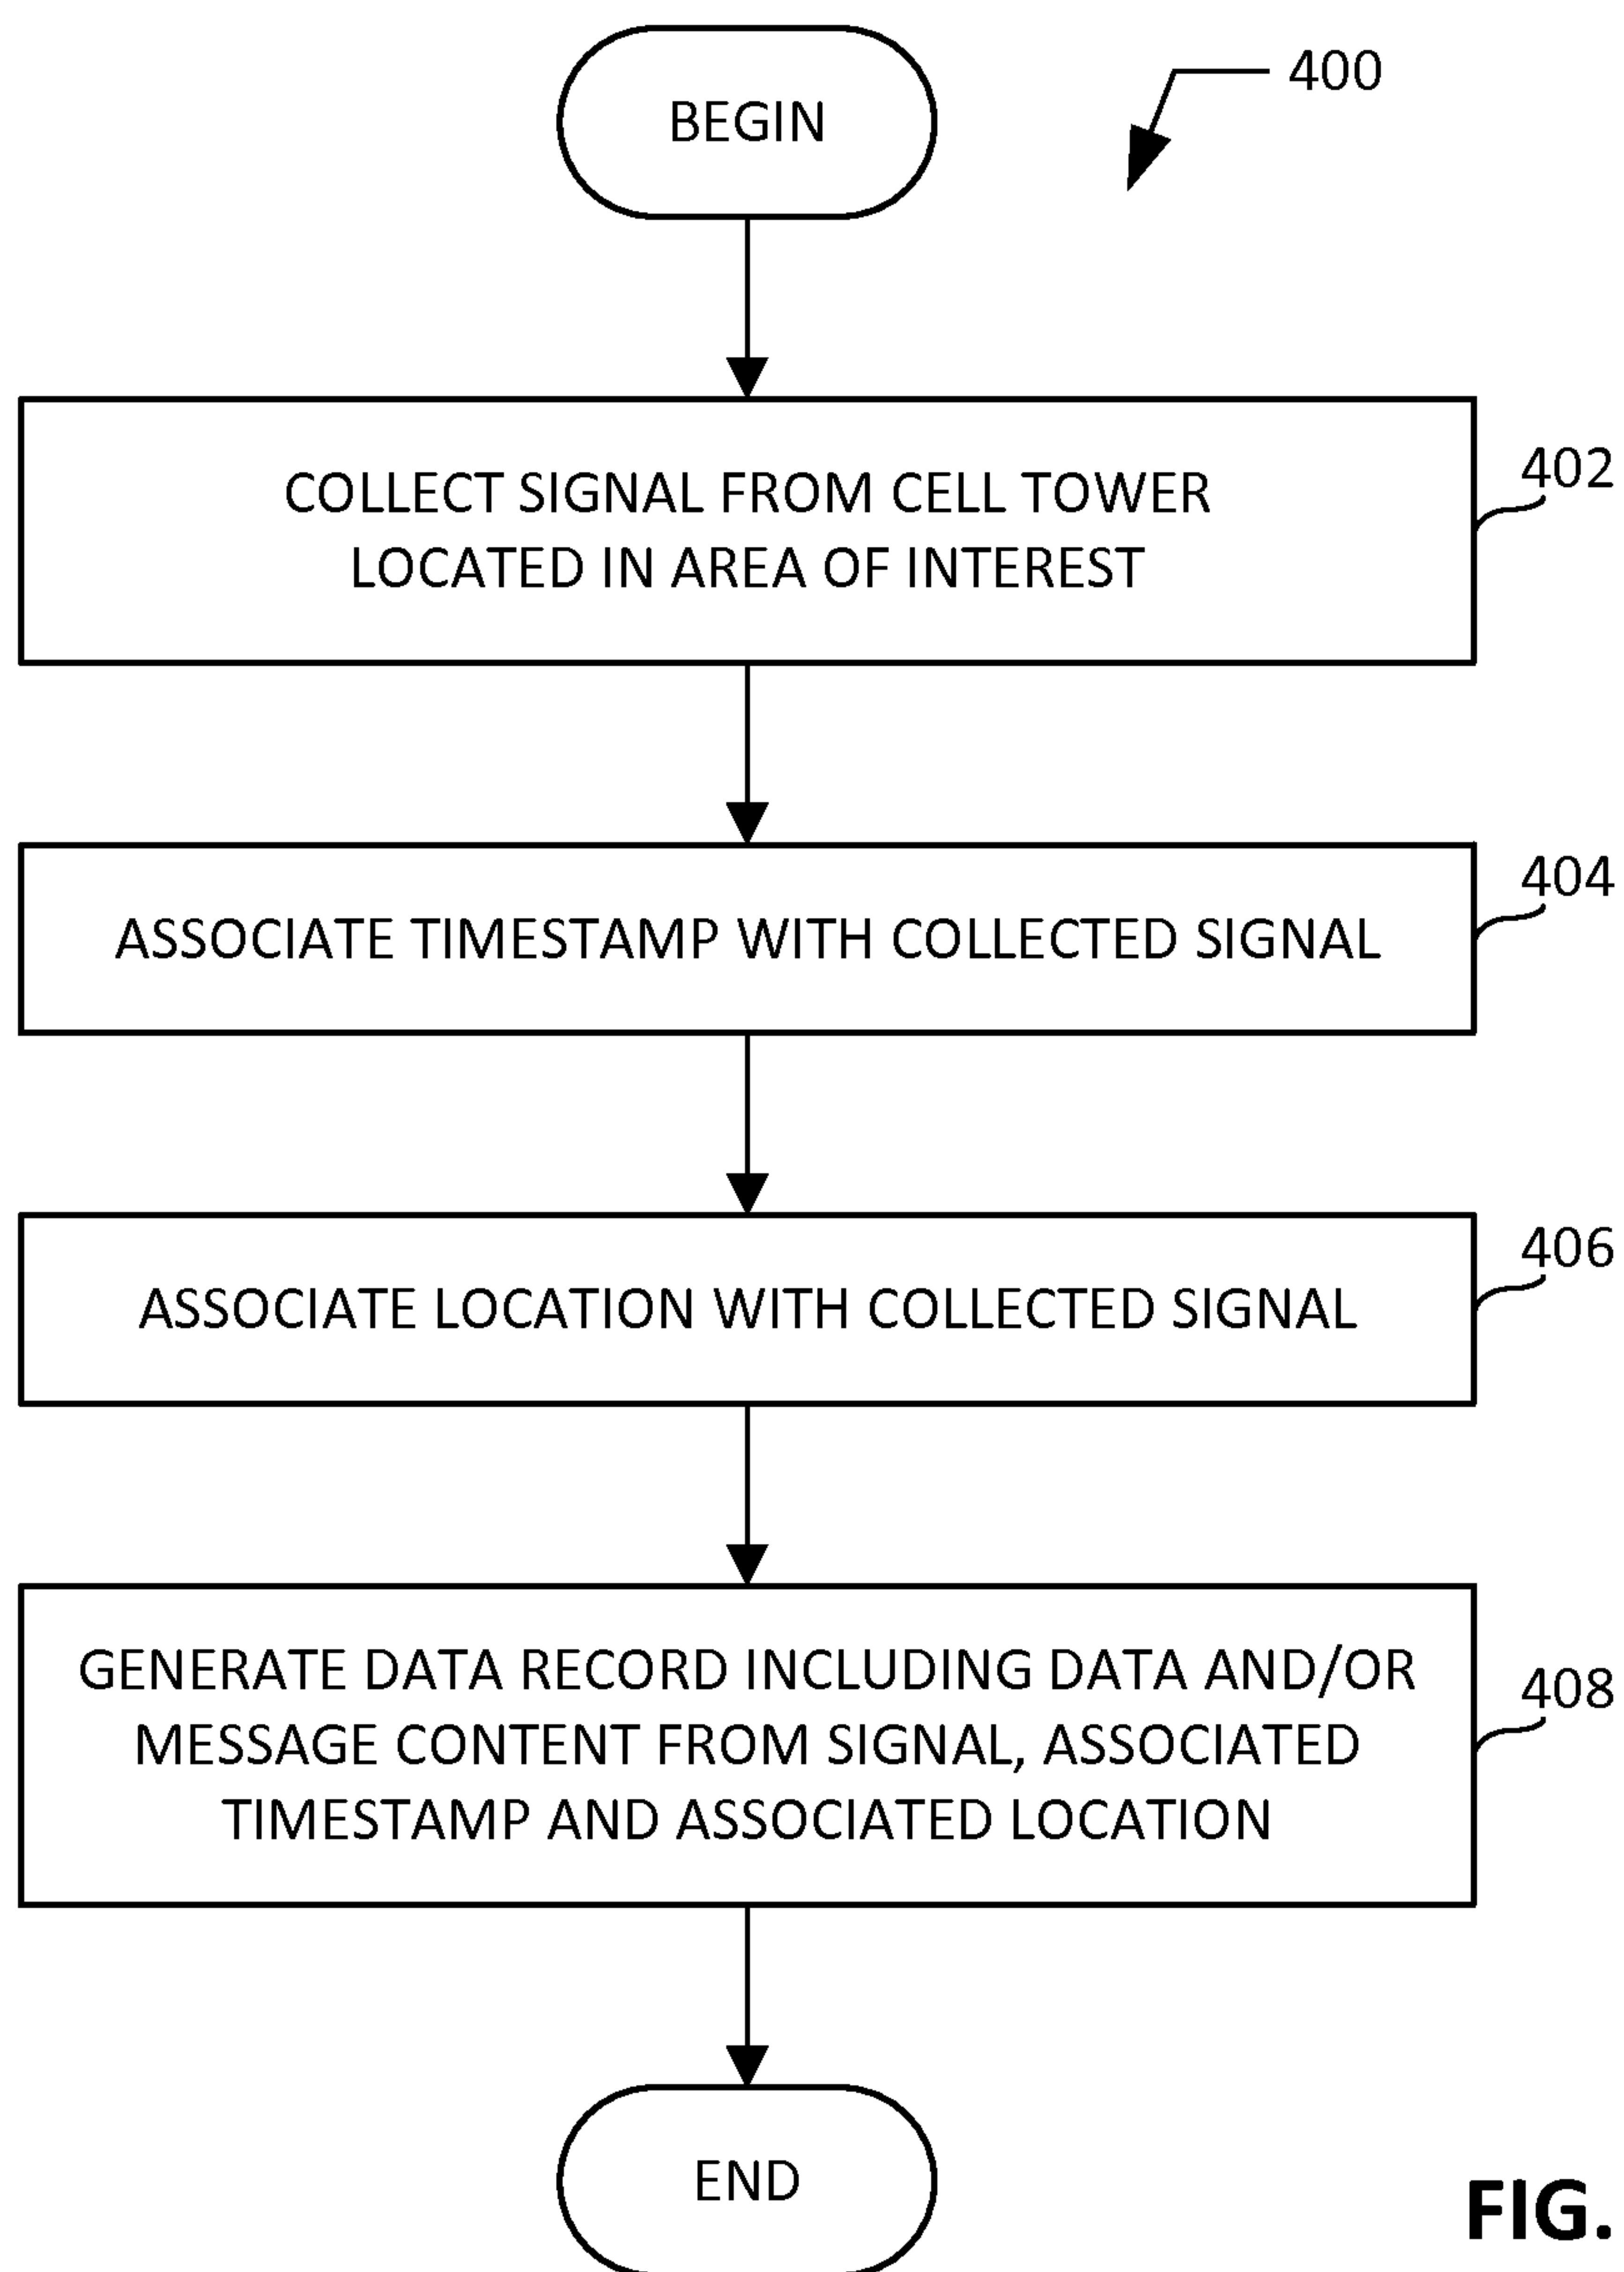 BEGIN
400
COLLECT SIGNAL FROM CELL TOWER
LOCATED IN AREA OF INTEREST
402
ASSOCIATE TIMESTAMP WITH COLLECTED SIGNAL
404
ASSOCIATE LOCATION WITH COLLECTED SIGNAL
406
GENERATE DATA RECORD INCLUDING DATA AND/OR
MESSAGE CONTENT FROM SIGNAL, ASSOCIATED
TIMESTAMP AND ASSOCIATED LOCATION
408
END
FIG.